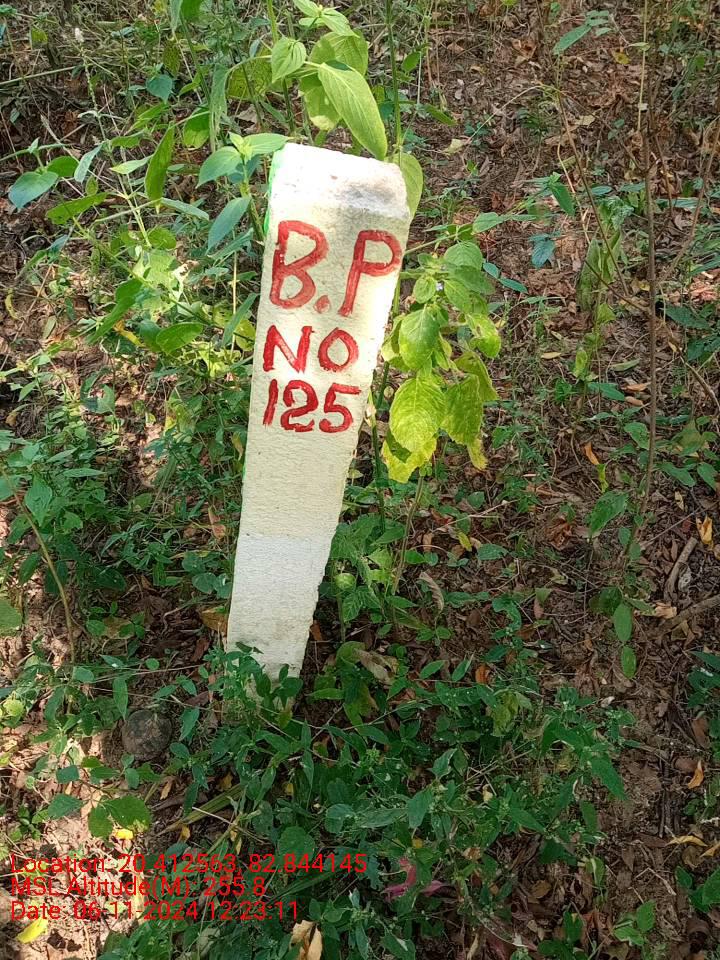 B.P
NO
125
Location: 20.412563, 82.844145
MSL Altitude(M): 255.8
Date: 06-11-2024 12:23:11